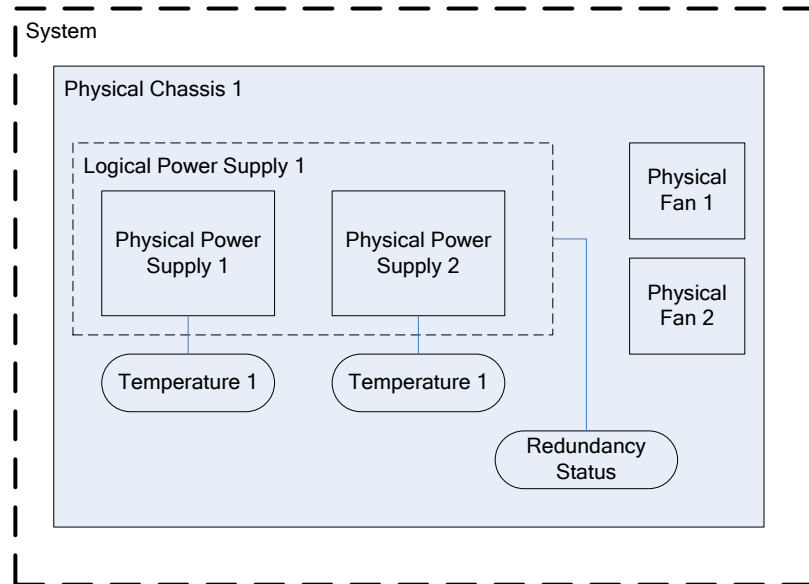 System
Physical Chassis 1
Logical Power Supply 1
Physical Power
Supply 1
Physical Power
Supply 2
Physical
Fan 1
Physical
Fan 2
Temperature 1
Temperature 1
Redundancy
Status